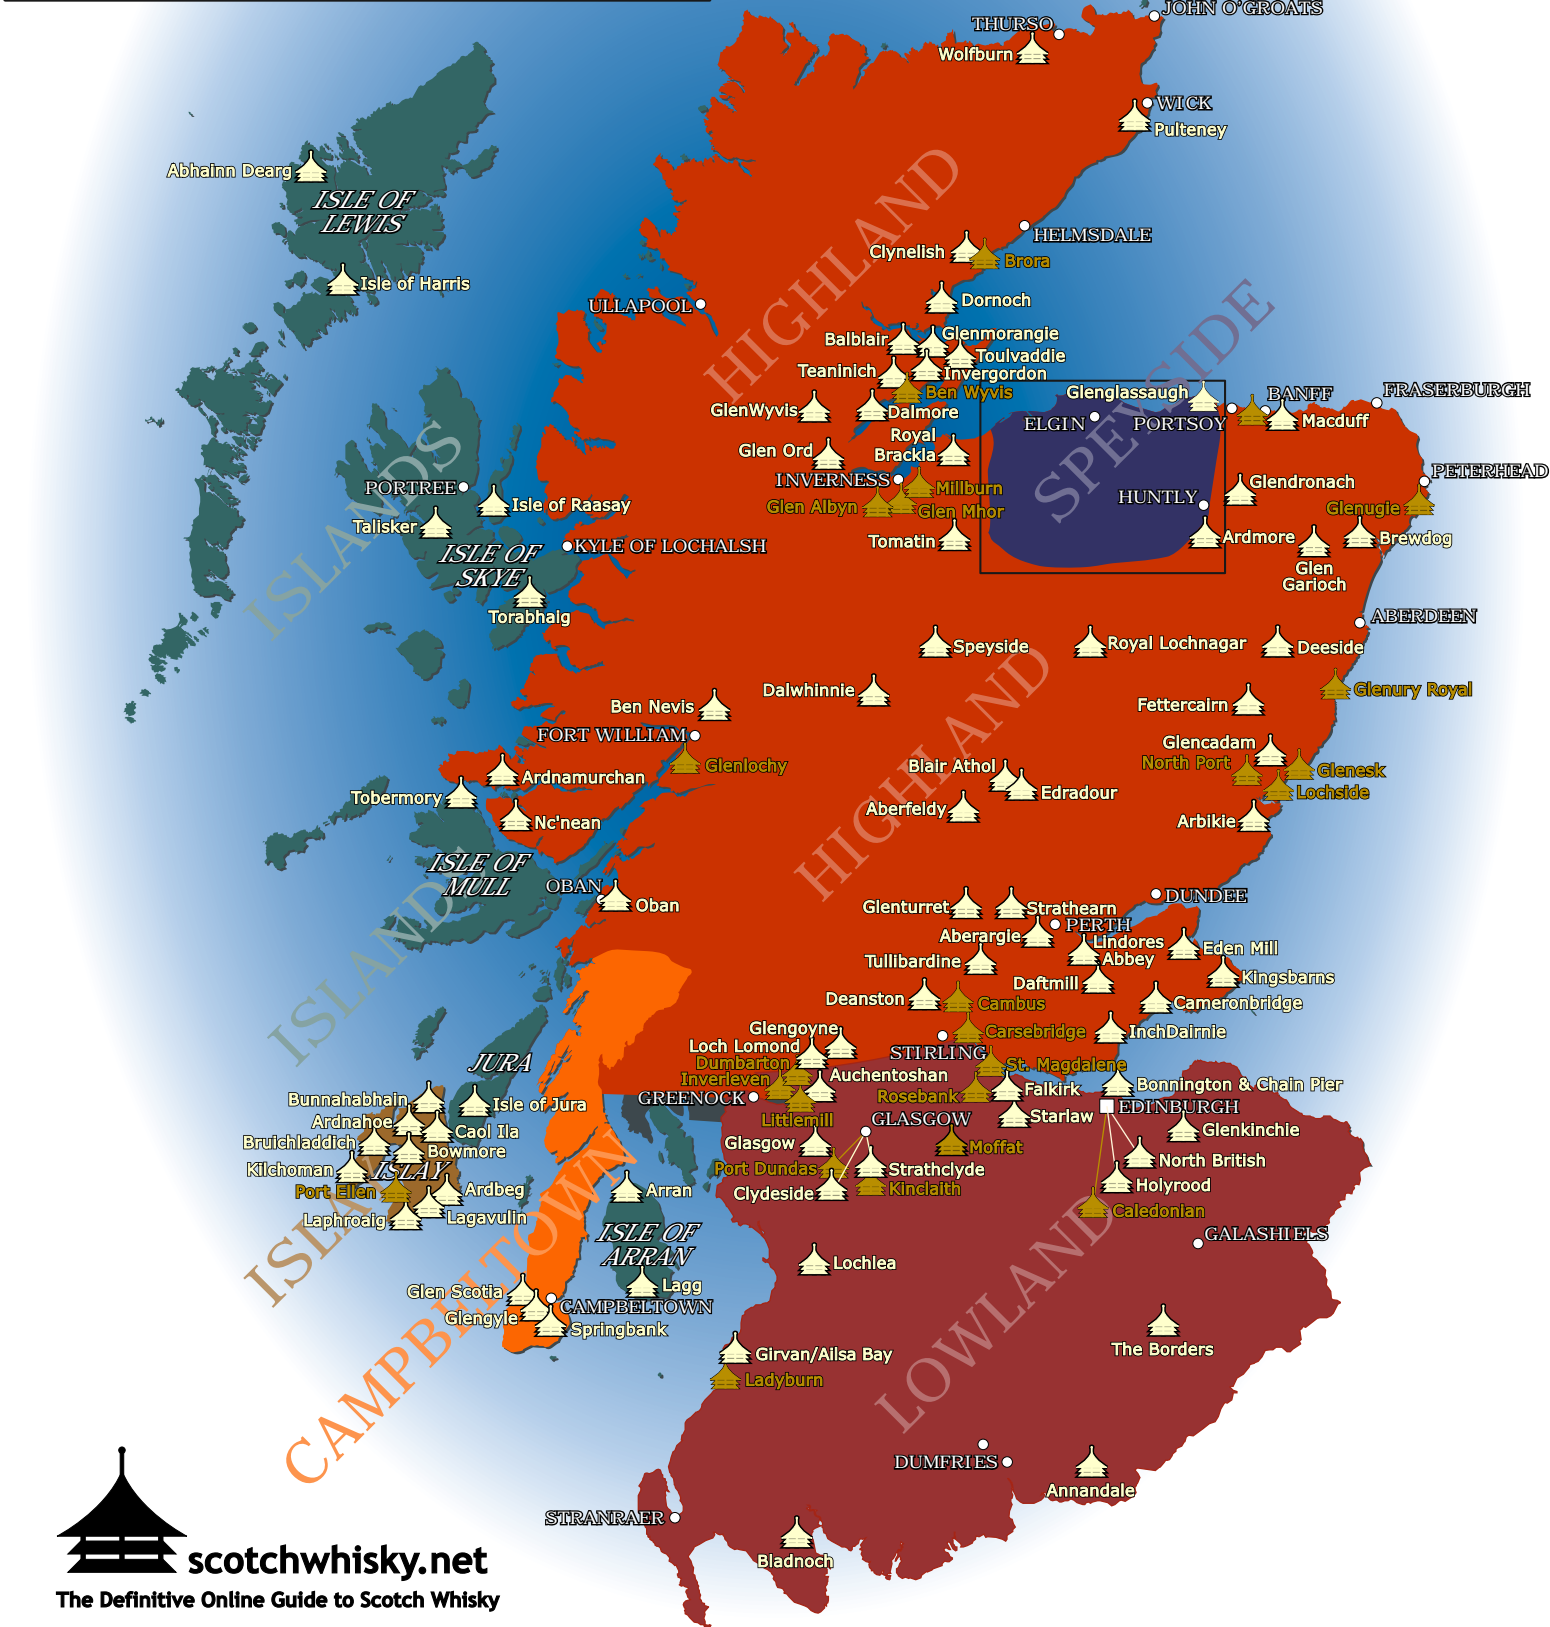 JOHN O'GROATS
THURSO
Wolfburn
WICK
Pulteney
Abhainn Dearg
ISLE OF
LEWIS
Isle of Harris
HIGHLAND
HELMSDALE
Clynelish
Brora
Dornoch
ULLAPOOL
Balblair
Glenmorangie
Toulvaddie
Teaninich
Invergordon
Ben Wyvis
GlenWyvis
Dalmore
Glen Ord
Royal
Brackla
INVERNESS
Millburn
Glen Albyn
Glen Mhor
Tomatin
SPEYSIDE
Glenglassaugh
ELGIN
PORTSOY
BANFF
Macduff
FRASERBURGH
PETERHEAD
HUNTLY
Glendronach
Glenugie
Ardmore
Glen
Garioch
Brewdog
ISLANDS
PORTREE
Isle of Raasay
Talisker
ISLE OF
SKYE
KYLE OF LOCHALSH
Torabhaig
ABERDEEN
Speyside
Royal Lochnagar
Deeside
HIGHLAND
Dalwhinnie
Glenury Royal
Fettercairn
Ben Nevis
FORT WILLIAM
Glenlochy
Glencadam
North Port
Glenesk
Lochside
Arbikie
Blair Athol
Edradour
Aberfeldy
Ardnamurchan
Tobermory
Nc'nean
ISLE OF
MULL
OBAN
Oban
ISLANDS
DUNDEE
Glenturret
Strathearn
PERTH
Aberargie
Lindores
Abbey
Eden Mill
Tullibardine
Daftmill
Kingsbarns
Deanston
Cambus
Cameronbridge
Carsebridge
InchDairnie
Glengoyne
Loch Lomond
STIRLING
Dumbarton
Inverleven
St. Magdalene
Auchentoshan
Rosebank
Falkirk
Bonnington & Chain Pier
GREENOCK
Littlemill
GLASGOW
Starlaw
EDINBURGH
Glenkinchie
Glasgow
Moffat
Port Dundas
Strathclyde
North British
Clydeside
Kinclaith
Holyrood
Caledonian
JURA
Bunnahabhain
Isle of Jura
Ardnahoe
Caol Ila
Bruichladdich
Bowmore
Kilchoman
ISLAY
Port Ellen
Ardbeg
Laphroaig
Lagavulin
ISLAY
Arran
ISLE OF
ARRAN
Lagg
CAMPBELTOWN
Glen Scotia
CAMPBELTOWN
Glengyle
Springbank
LOWLAND
GALASHIELS
Lochlea
The Borders
Girvan/Ailsa Bay
Ladyburn
DUMFRIES
Annandale
STRANRAER
Bladnoch
scotchwhisky.net
The Definitive Online Guide to Scotch Whisky